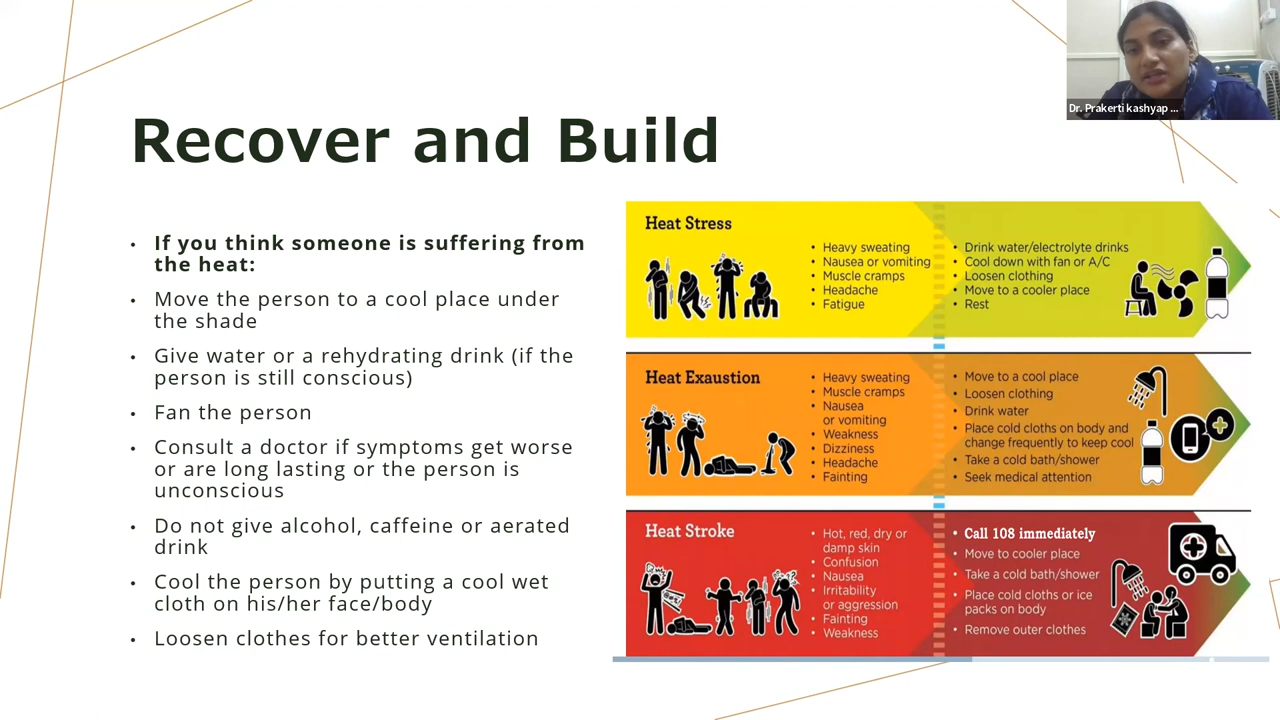 Dr. Prakerti kashyap ...
Recover and Build
• If you think someone is suffering from
the heat:
• Move the person to a cool place under
the shade
• Give water or a rehydrating drink (if the
person is still conscious)
• Fan the person
• Consult a doctor if symptoms get worse
or are long lasting or the person is
unconscious
• Do not give alcohol, caffeine or aerated
drink
• Cool the person by putting a cool wet
cloth on his/her face/body
• Loosen clothes for better ventilation
Heat Stress
• Heavy sweating
• Nausea or vomiting
• Muscle cramps
• Headache
• Fatigue
• Drink water/electrolyte drinks
• Cool down with fan or A/C
• Loosen clothing
• Move to a cooler place
• Rest
Heat Exaustion
• Heavy sweating
• Muscle cramps
• Nausea
or vomiting
• Weakness
• Dizziness
• Headache
• Fainting
• Move to a cool place
• Loosen clothing
• Drink water
• Place cold cloths on body and
change frequently to keep cool
• Take a cold bath/shower
• Seek medical attention
Heat Stroke
• Hot, red, dry or
damp skin
• Confusion
• Nausea
• Irritability
or aggression
• Fainting
• Weakness
• Call 108 immediately
• Move to cooler place
• Take a cold bath/shower
• Place cold cloths or ice
packs on body
• Remove outer clothes